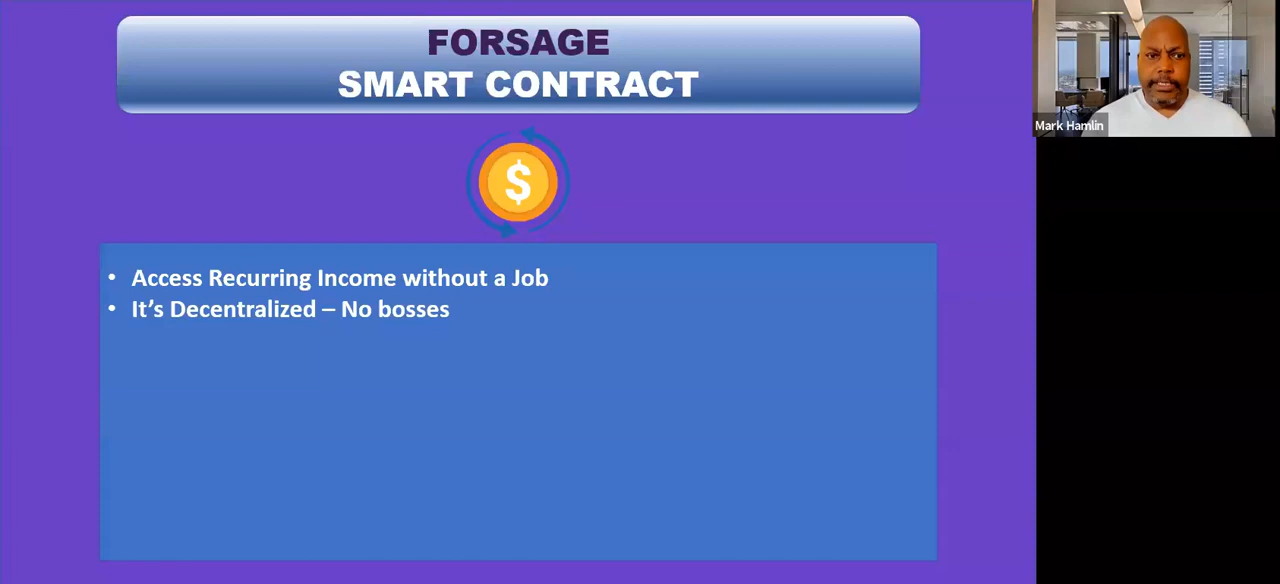 FORSAGE
SMART CONTRACT
$
• Access Recurring Income without a Job
• It’s Decentralized – No bosses
Mark Hamlin